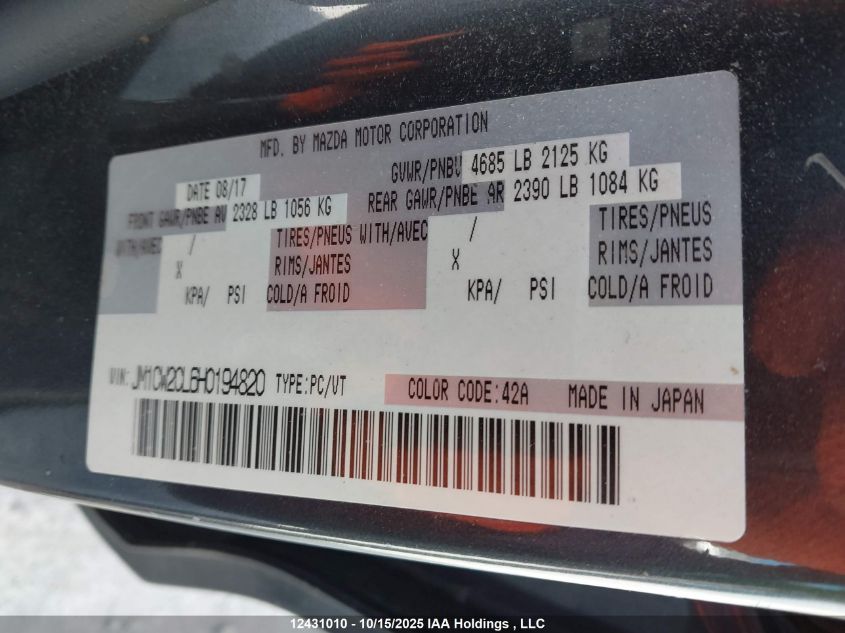 MFD. BY MAZDA MOTOR CORPORATION
DATE 08/17 GVWR/PNBV 4685 LB 2125 KG
FRONT GAWR/PNBE AV 2328 LB 1056 KG REAR GAWR/PNBE AR 2390 LB 1084 KG
WITH/AVEC / TIRES/PNEUS WITH/AVEC / TIRES/PNEUS
X RIMS/JANTES X RIMS/JANTES
KPA/ PSI COLD/A FROID KPA/ PSI COLD/A FROID
VIN: JM1CW2CL6H0194820 TYPE:PC/VT COLOR CODE:42A MADE IN JAPAN
12431010 - 10/15/2025 IAA Holdings , LLC